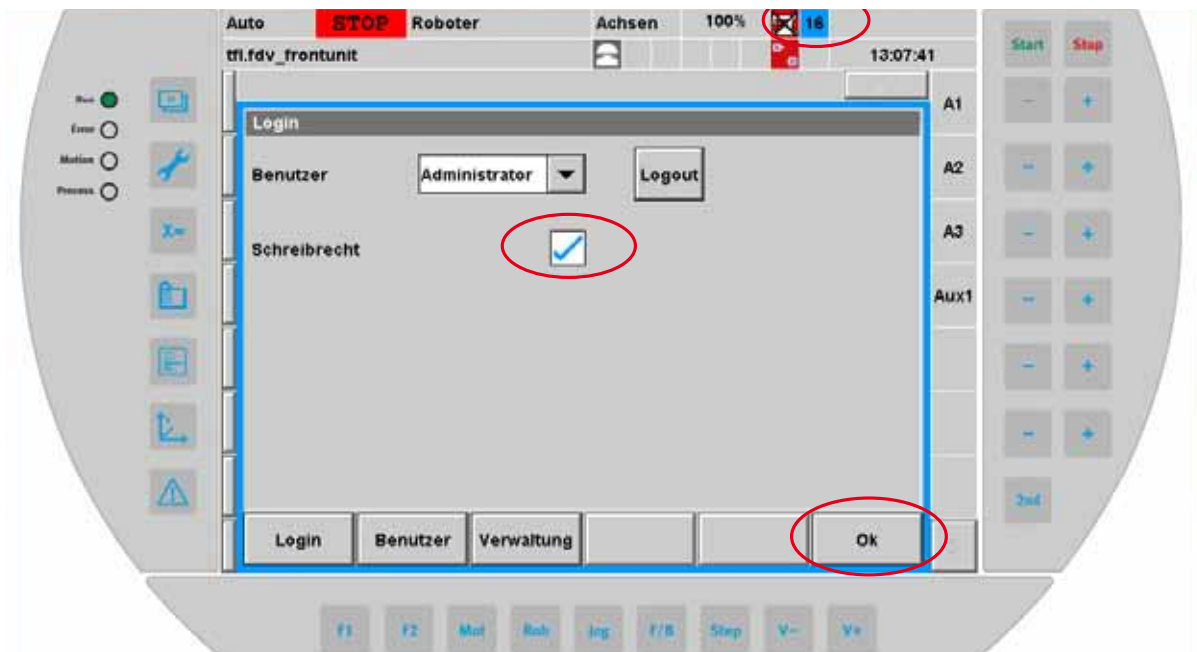 Auto STOP Roboter Achsen 100% 16
tfl.fdv_frontunit 13:07:41
Start Stop
Run
Error
Motion
Process
Login
Benutzer Administrator Logout
Schreibrecht
A1 - +
A2 - +
X=
A3 - +
Aux1 - +
- +
- +
2nd
Login Benutzer Verwaltung Ok
F1 F2 Mot Rob Jog F/B Step V- V+